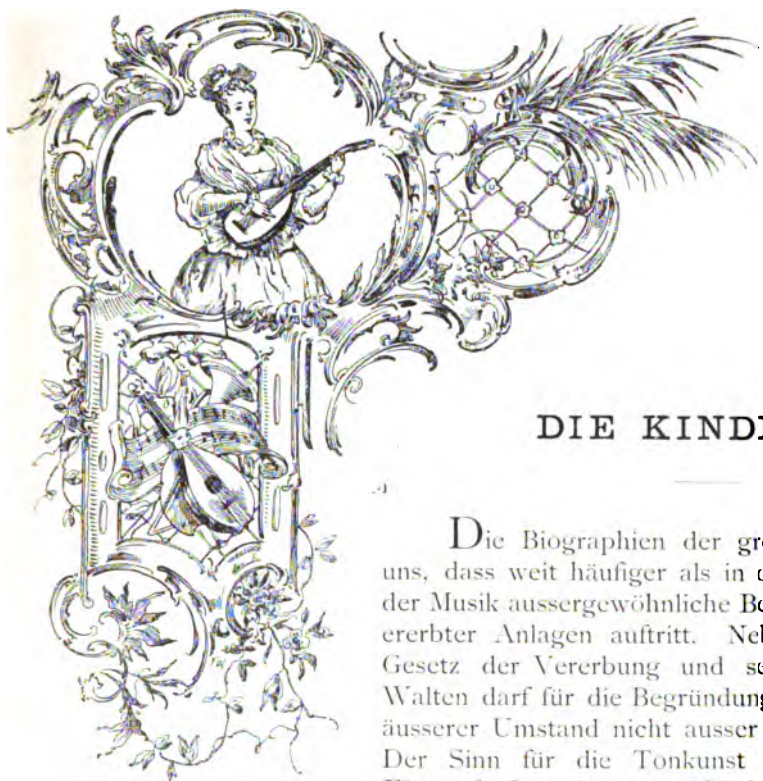 DIE KIND
Die Biographien der gr
uns, dass weit häufiger als in
der Musik aussergewöhnliche Be
ererbter Anlagen auftritt. Neb
Gesetz der Vererbung und se
Walten darf für die Begründung
äusserer Umstand nicht ausser
Der Sinn für die Tonkunst